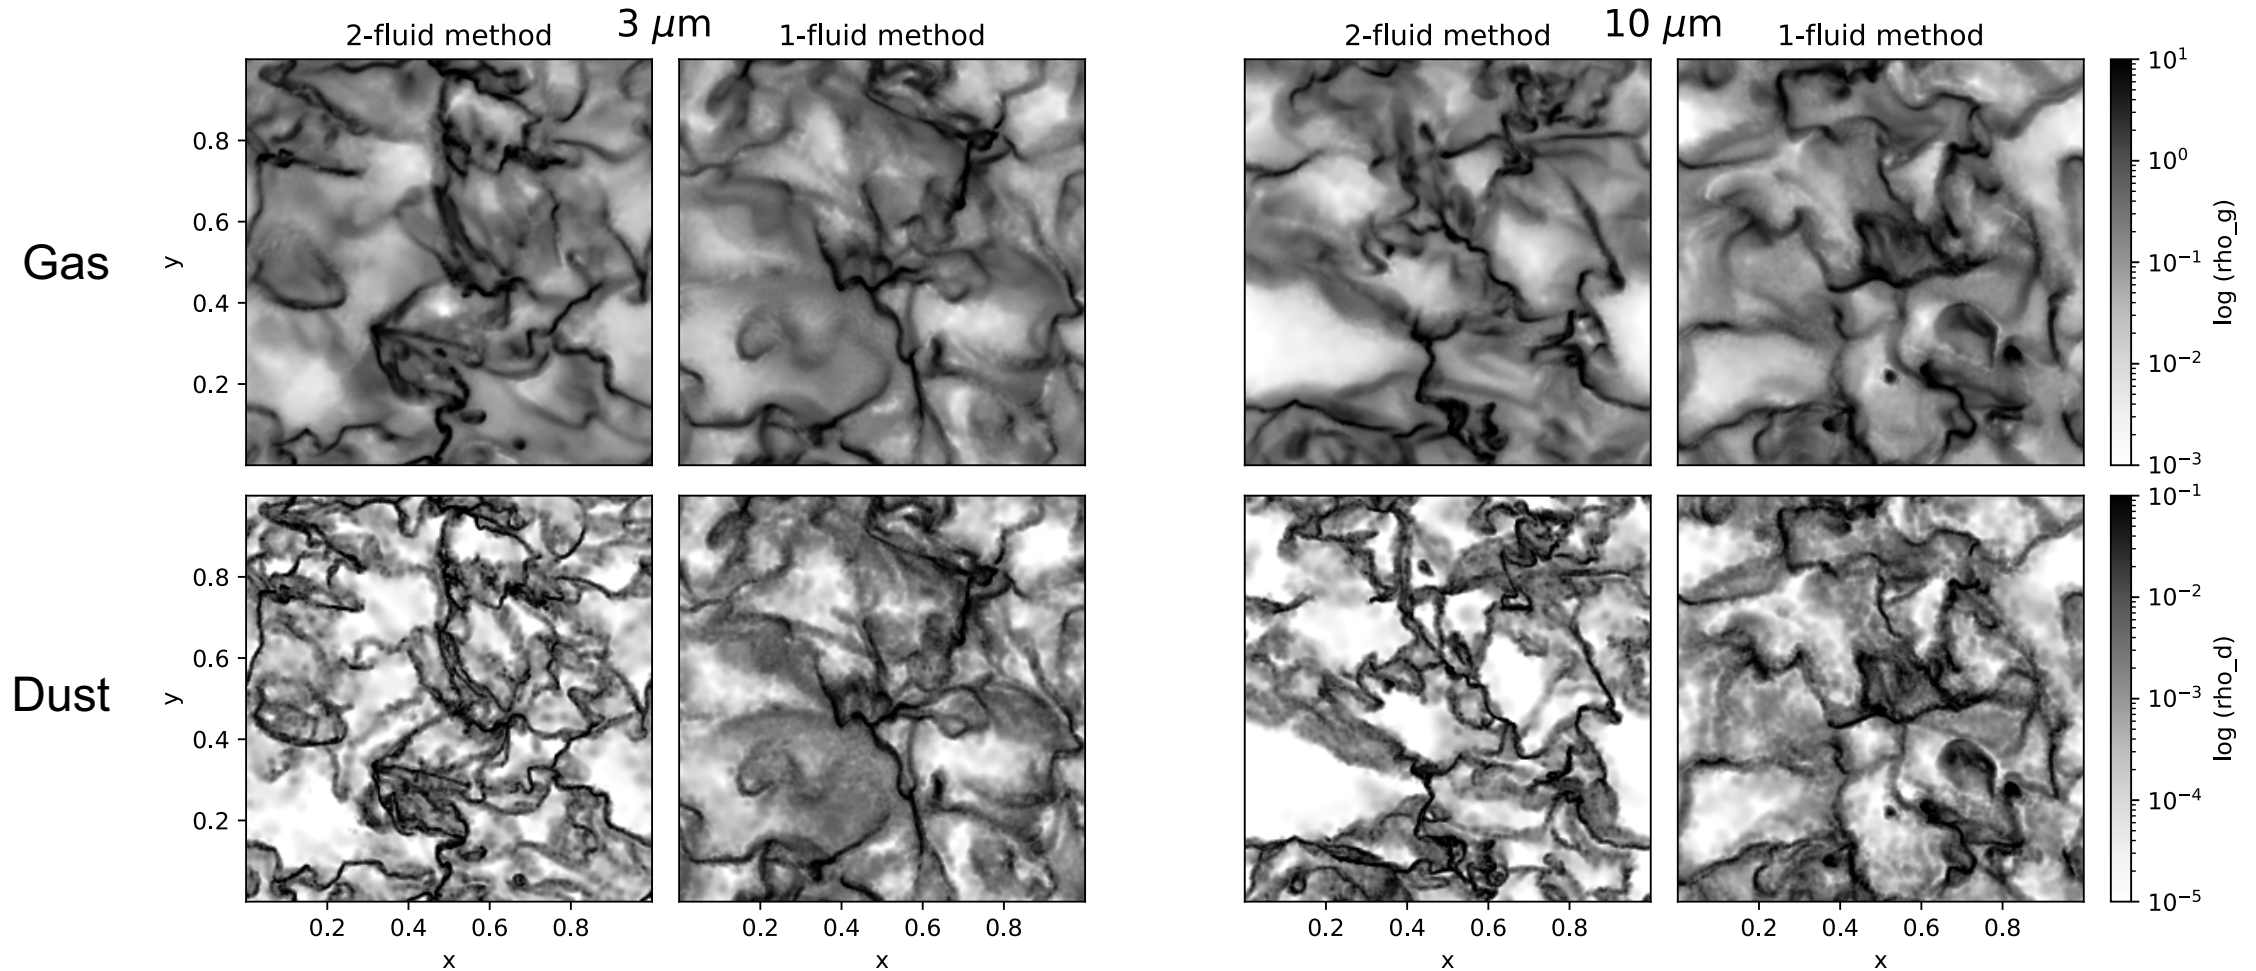 3 μm
10 μm
2-fluid method
1-fluid method
2-fluid method
1-fluid method
Gas
y
0.8
0.6
0.4
0.2
10¹
10⁰
10⁻¹
10⁻²
10⁻³
log (rho_g)
Dust
y
0.8
0.6
0.4
0.2
10⁻¹
10⁻²
10⁻³
10⁻⁴
10⁻⁵
log (rho_d)
0.2 0.4 0.6 0.8
0.2 0.4 0.6 0.8
0.2 0.4 0.6 0.8
0.2 0.4 0.6 0.8
x
x
x
x